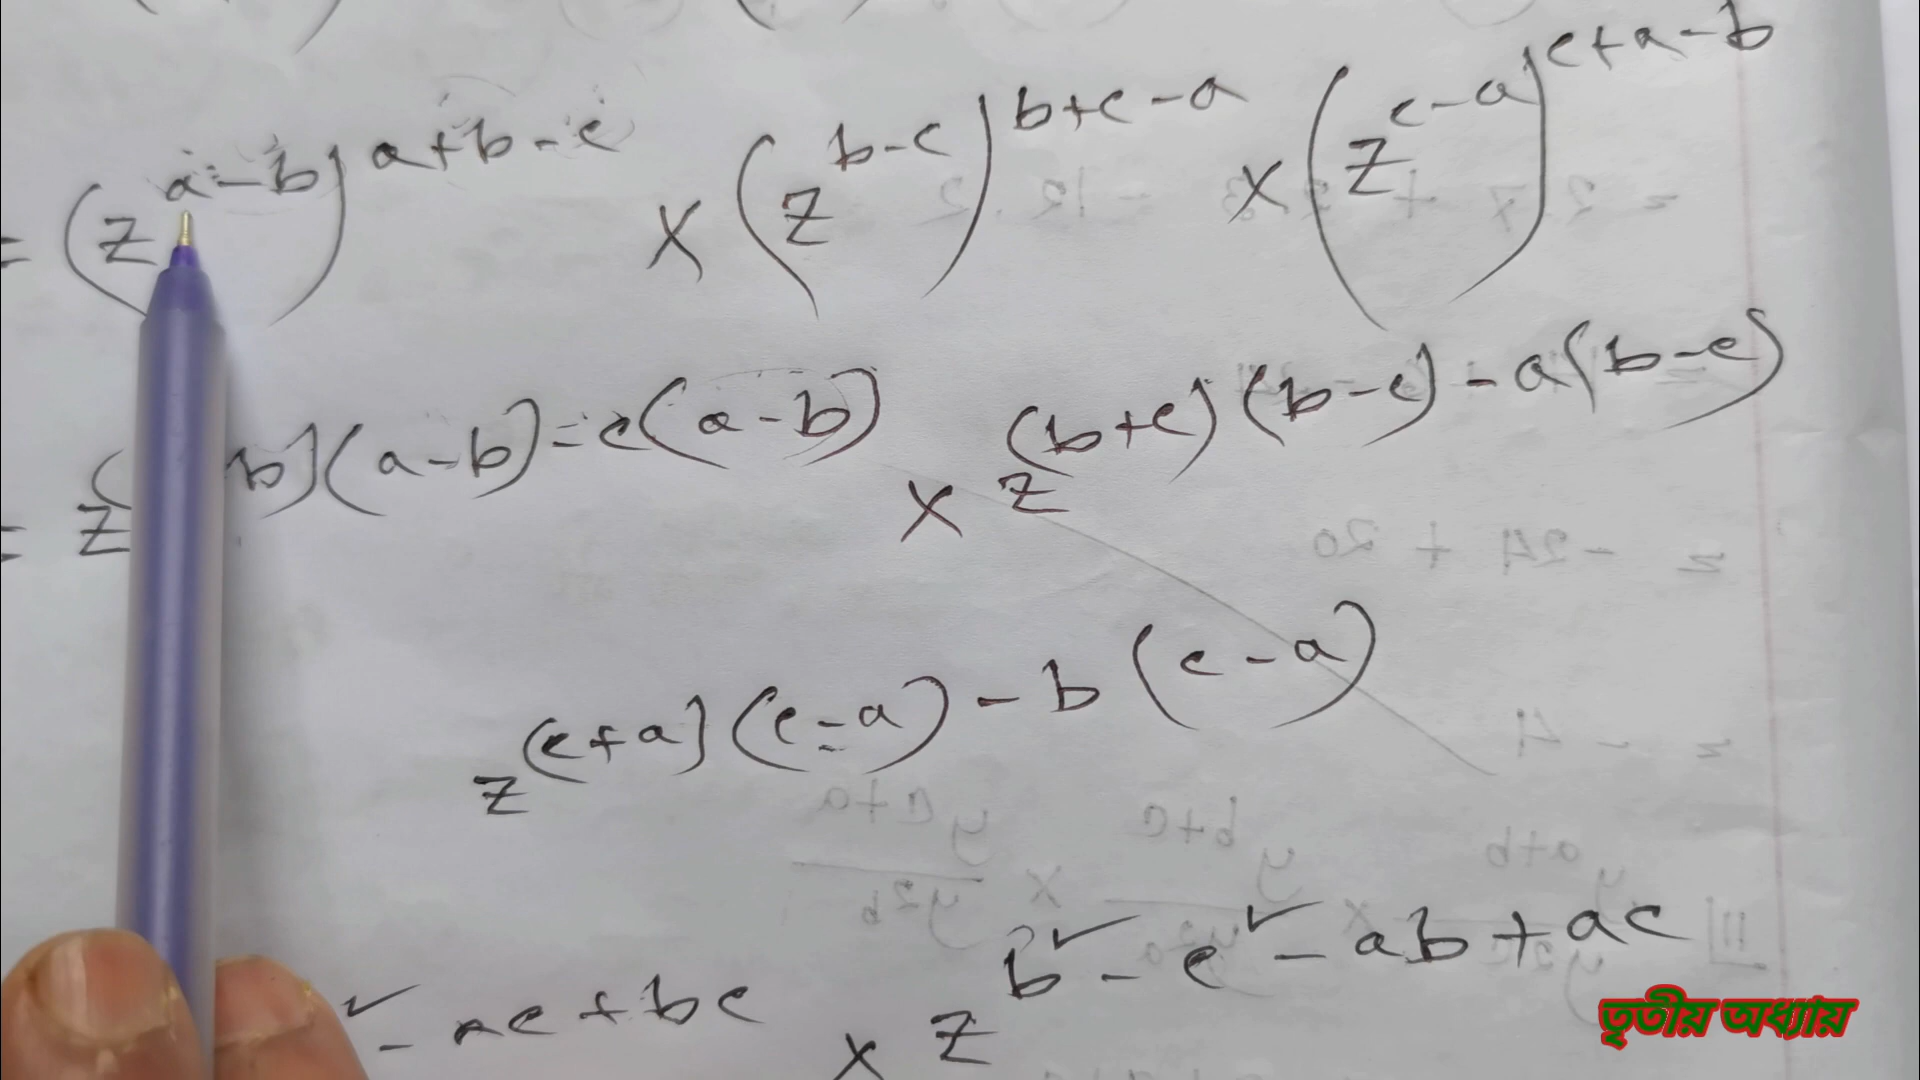 = (z^{a-b})^{a+b-c} × (z^{b-c})^{b+c-a} × (z^{c-a})^{c+a-b}
= z^{( b)(a-b)-c(a-b)} × z^{(b+c)(b-c)-a(b-c)}
z^{(c+a)(c-a)-b(c-a)}
- ac + bc × z^{b² - c² - ab + ac}
তৃতীয় অধ্যায়